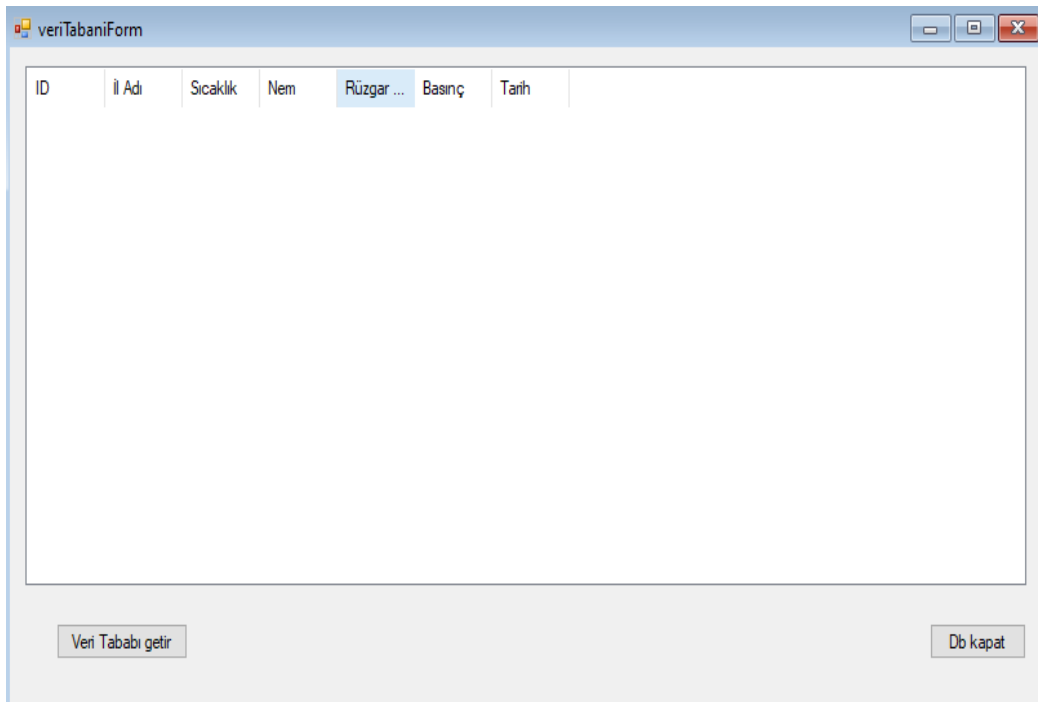 veriTabaniForm
ID İl Adı Sıcaklık Nem Rüzgar ... Basınç Tarih
Veri Tababı getir Db kapat